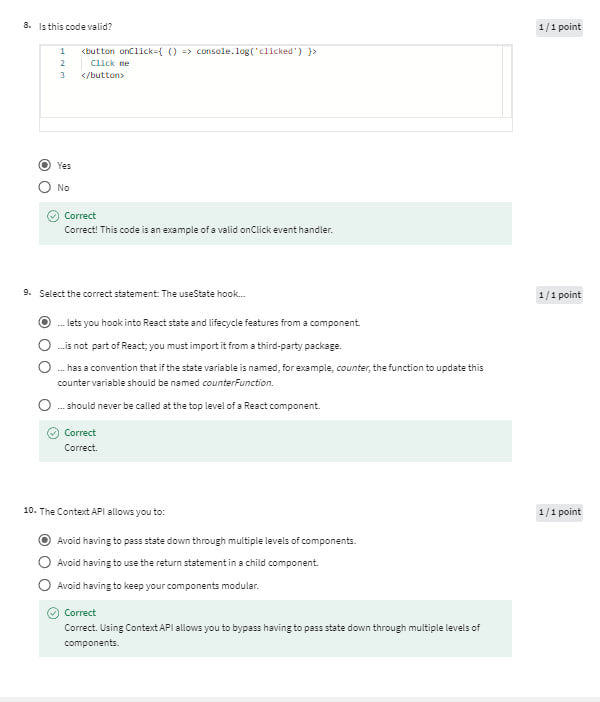 8. Is this code valid?
1 / 1 point
1 <button onClick={ () => console.log('clicked') }>
2 Click me
3 </button>
Yes
No
Correct
Correct! This code is an example of a valid onClick event handler.
9. Select the correct statement: The useState hook...
1 / 1 point
... lets you hook into React state and lifecycle features from a component.
...is not part of React; you must import it from a third-party package.
... has a convention that if the state variable is named, for example, counter, the function to update this
counter variable should be named counterFunction.
... should never be called at the top level of a React component.
Correct
Correct.
10. The Context API allows you to:
1 / 1 point
Avoid having to pass state down through multiple levels of components.
Avoid having to use the return statement in a child component.
Avoid having to keep your components modular.
Correct
Correct. Using Context API allows you to bypass having to pass state down through multiple levels of
components.